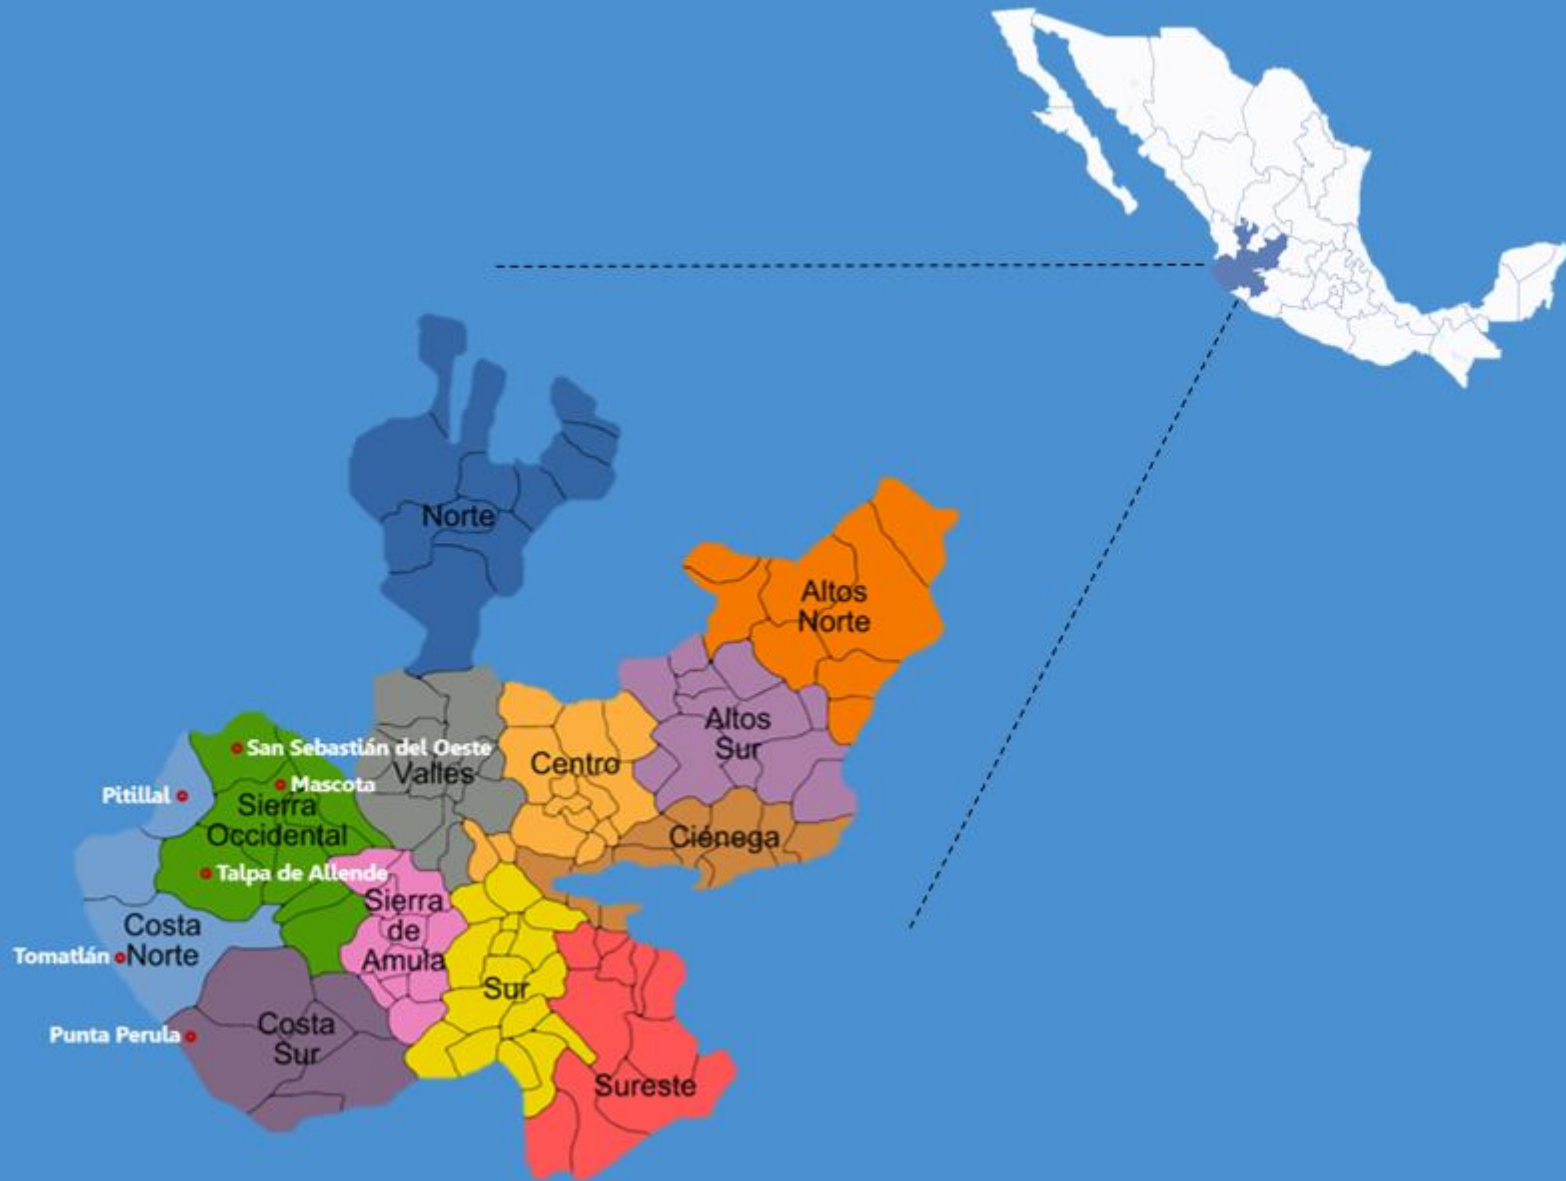 Norte
Altos
Norte
Altos
Sur
San Sebastián del Oeste
Valles
Centro
Mascota
Pitillal
Sierra
Occidental
Ciénega
Talpa de Allende
Sierra
de
Amula
Costa
Norte
Tomatlán
Sur
Costa
Sur
Punta Perula
Sureste